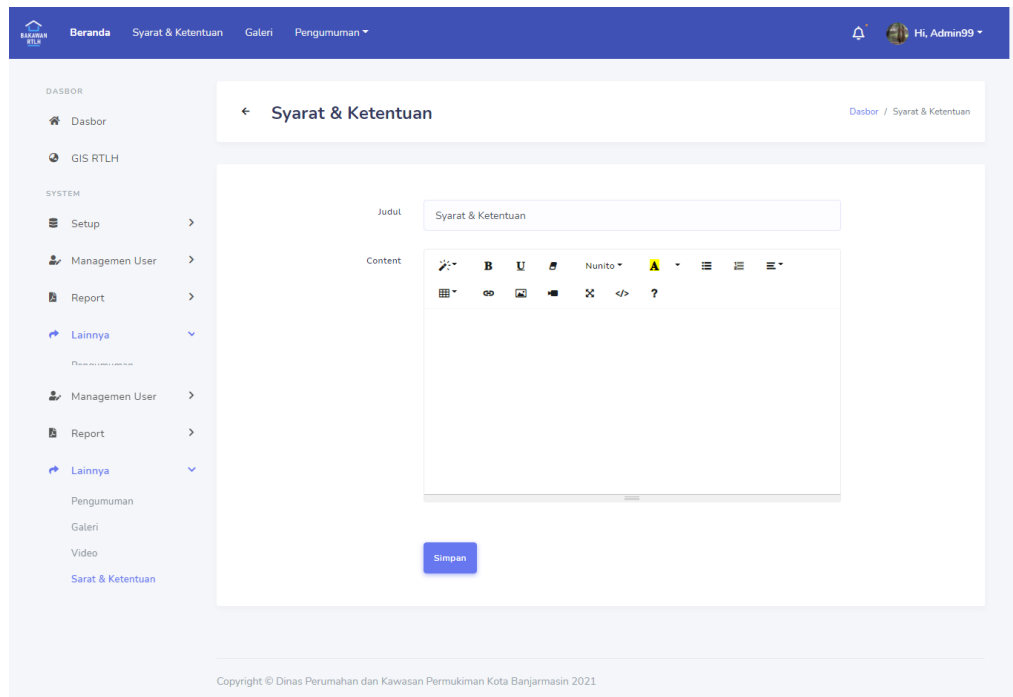 BAKAWAN
RTLH
Beranda Syarat & Ketentuan Galeri Pengumuman
Hi, Admin99
DASBOR
Dasbor
GIS RTLH
SYSTEM
Setup
Managemen User
Report
Lainnya
Pengumuman
Managemen User
Report
Lainnya
Pengumuman
Galeri
Video
Sarat & Ketentuan
Syarat & Ketentuan
Dasbor / Syarat & Ketentuan
Judul
Syarat & Ketentuan
Content
B U Nunito A
</> ?
Simpan
Copyright © Dinas Perumahan dan Kawasan Permukiman Kota Banjarmasin 2021